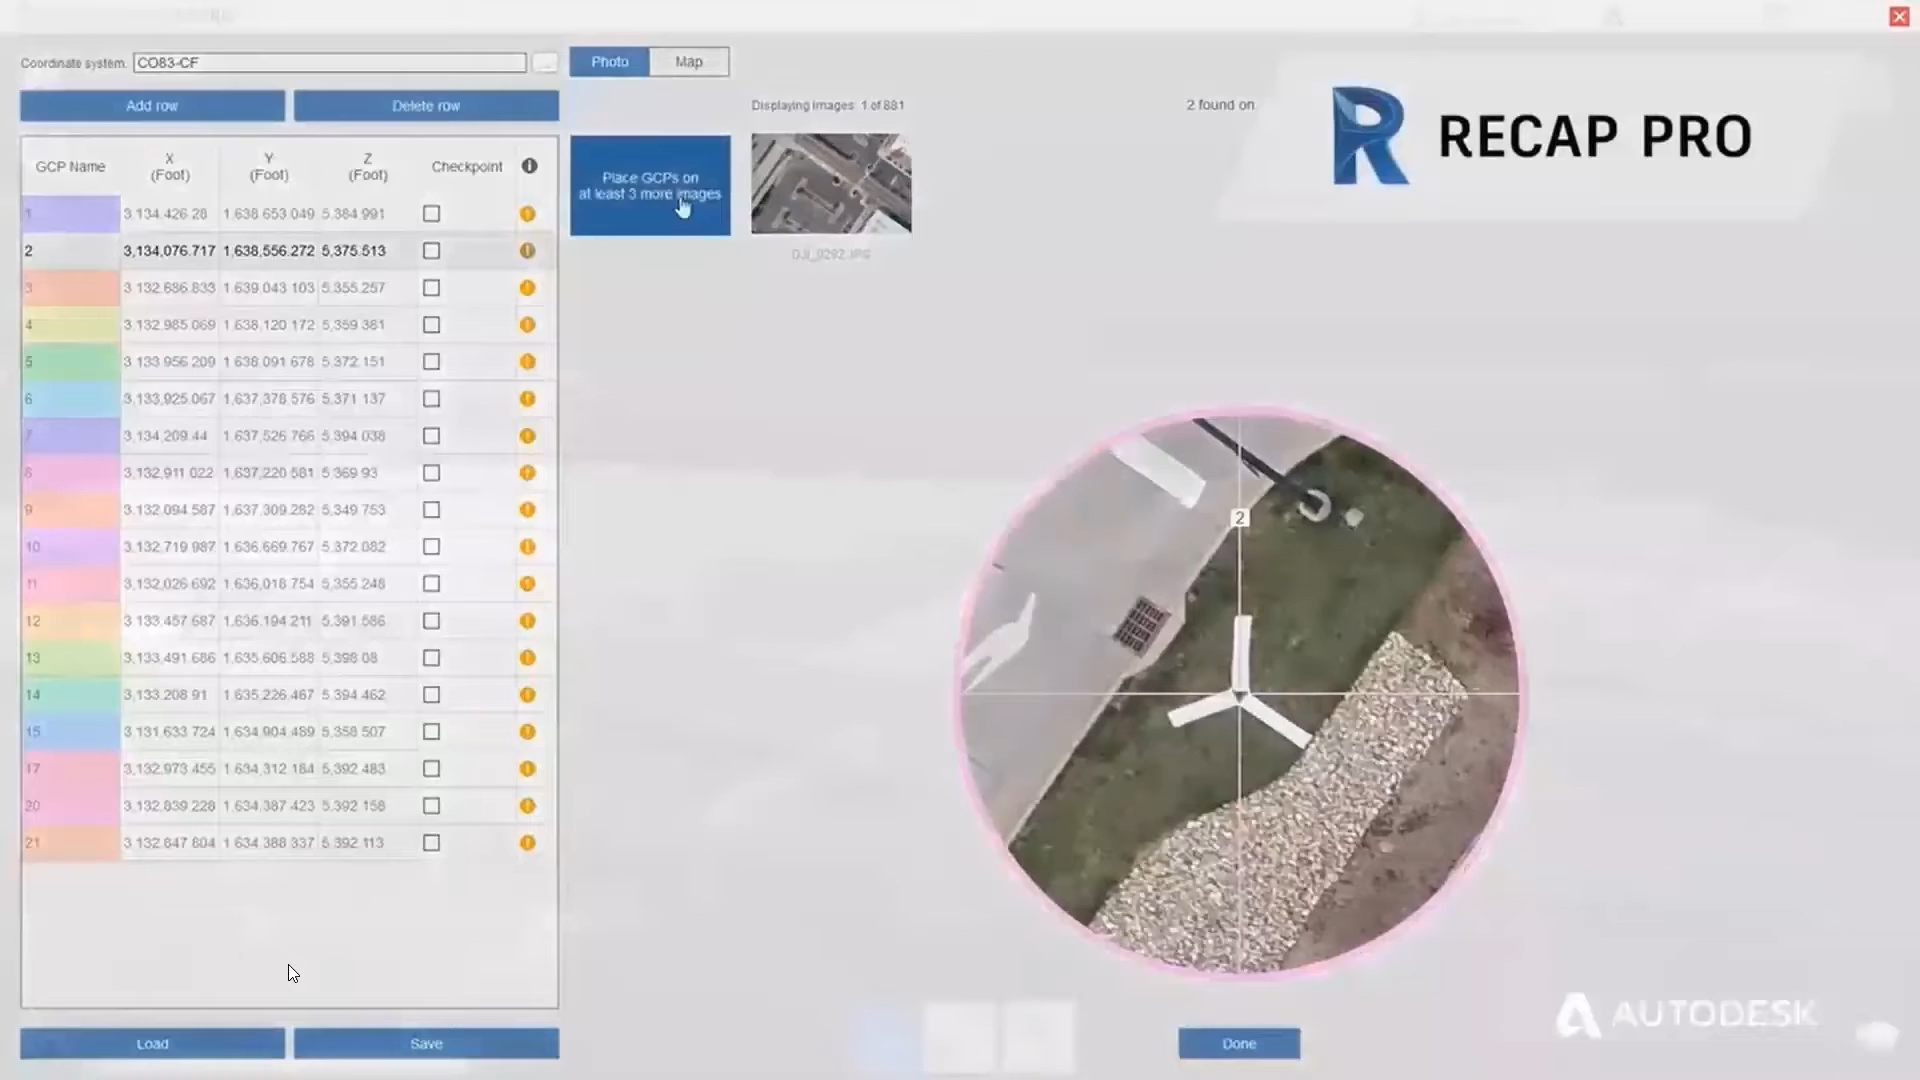 Coordinate system: CO83-CF
Photo Map
Add row Delete row
Displaying images: 1 of 881
2 found on
RECAP PRO
GCP Name X (Foot) Y (Foot) Z (Foot) Checkpoint
Place GCPs on
at least 3 more images
DJI_0292.JPG
1 3,134,426.28 1,638,653.049 5,384.991
2 3,134,076.717 1,638,556.272 5,375.513
3 3,132,686.833 1,639,043.103 5,355.257
4 3,132,985.069 1,638,120.172 5,359.381
5 3,133,956.209 1,638,091.678 5,372.151
6 3,133,925.067 1,637,378.576 5,371.137
7 3,134,209.44 1,637,526.766 5,394.038
8 3,132,911.022 1,637,220.581 5,369.93
9 3,132,094.587 1,637,309.282 5,349.753
10 3,132,719.987 1,636,669.767 5,372.082
11 3,132,026.692 1,636,018.754 5,355.248
12 3,133,457.687 1,636,194.211 5,391.586
13 3,133,491.686 1,635,606.588 5,398.08
14 3,133,208.91 1,635,226.467 5,394.462
15 3,131,633.724 1,634,904.489 5,358.507
17 3,132,973.455 1,634,312.184 5,392.483
20 3,132,839.228 1,634,387.423 5,392.158
21 3,132,847.804 1,634,388.337 5,392.113
2
Load Save
Done
AUTODESK